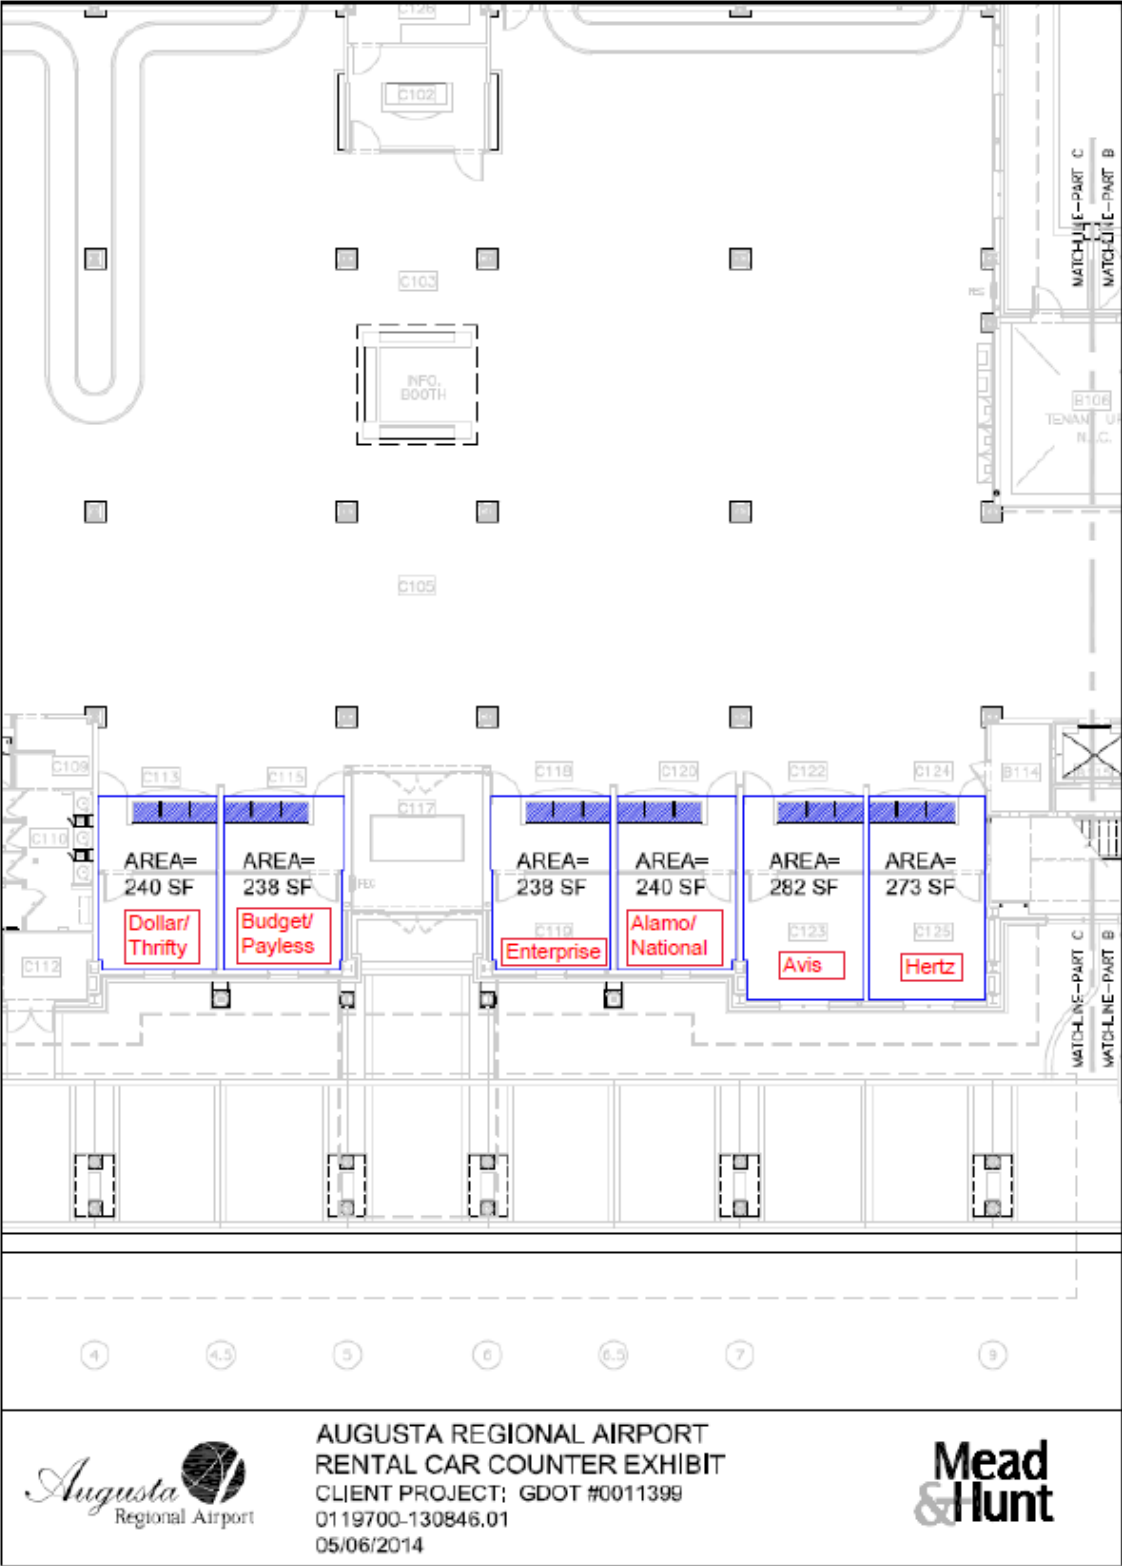 C126
C102
MATCHLINE-PART C
MATCHLINE-PART B
C103
FEC
INFO.
BOOTH
B106
TENANT
N.I.C.
C105
C109
C113
C115
C117
C118
C120
C122
C124
B114
C110
AREA=
240 SF
AREA=
238 SF
FEC
AREA=
238 SF
AREA=
240 SF
AREA=
282 SF
AREA=
273 SF
Dollar/
Thrifty
Budget/
Payless
C119
Enterprise
Alamo/
National
C123
Avis
C125
Hertz
C112
MATCHLINE-PART C
MATCHLINE-PART B
4
4.5
5
6
6.5
7
9
Augusta
Regional Airport
AUGUSTA REGIONAL AIRPORT
RENTAL CAR COUNTER EXHIBIT
CLIENT PROJECT: GDOT #0011399
0119700-130846.01
05/06/2014
Mead
&Hunt